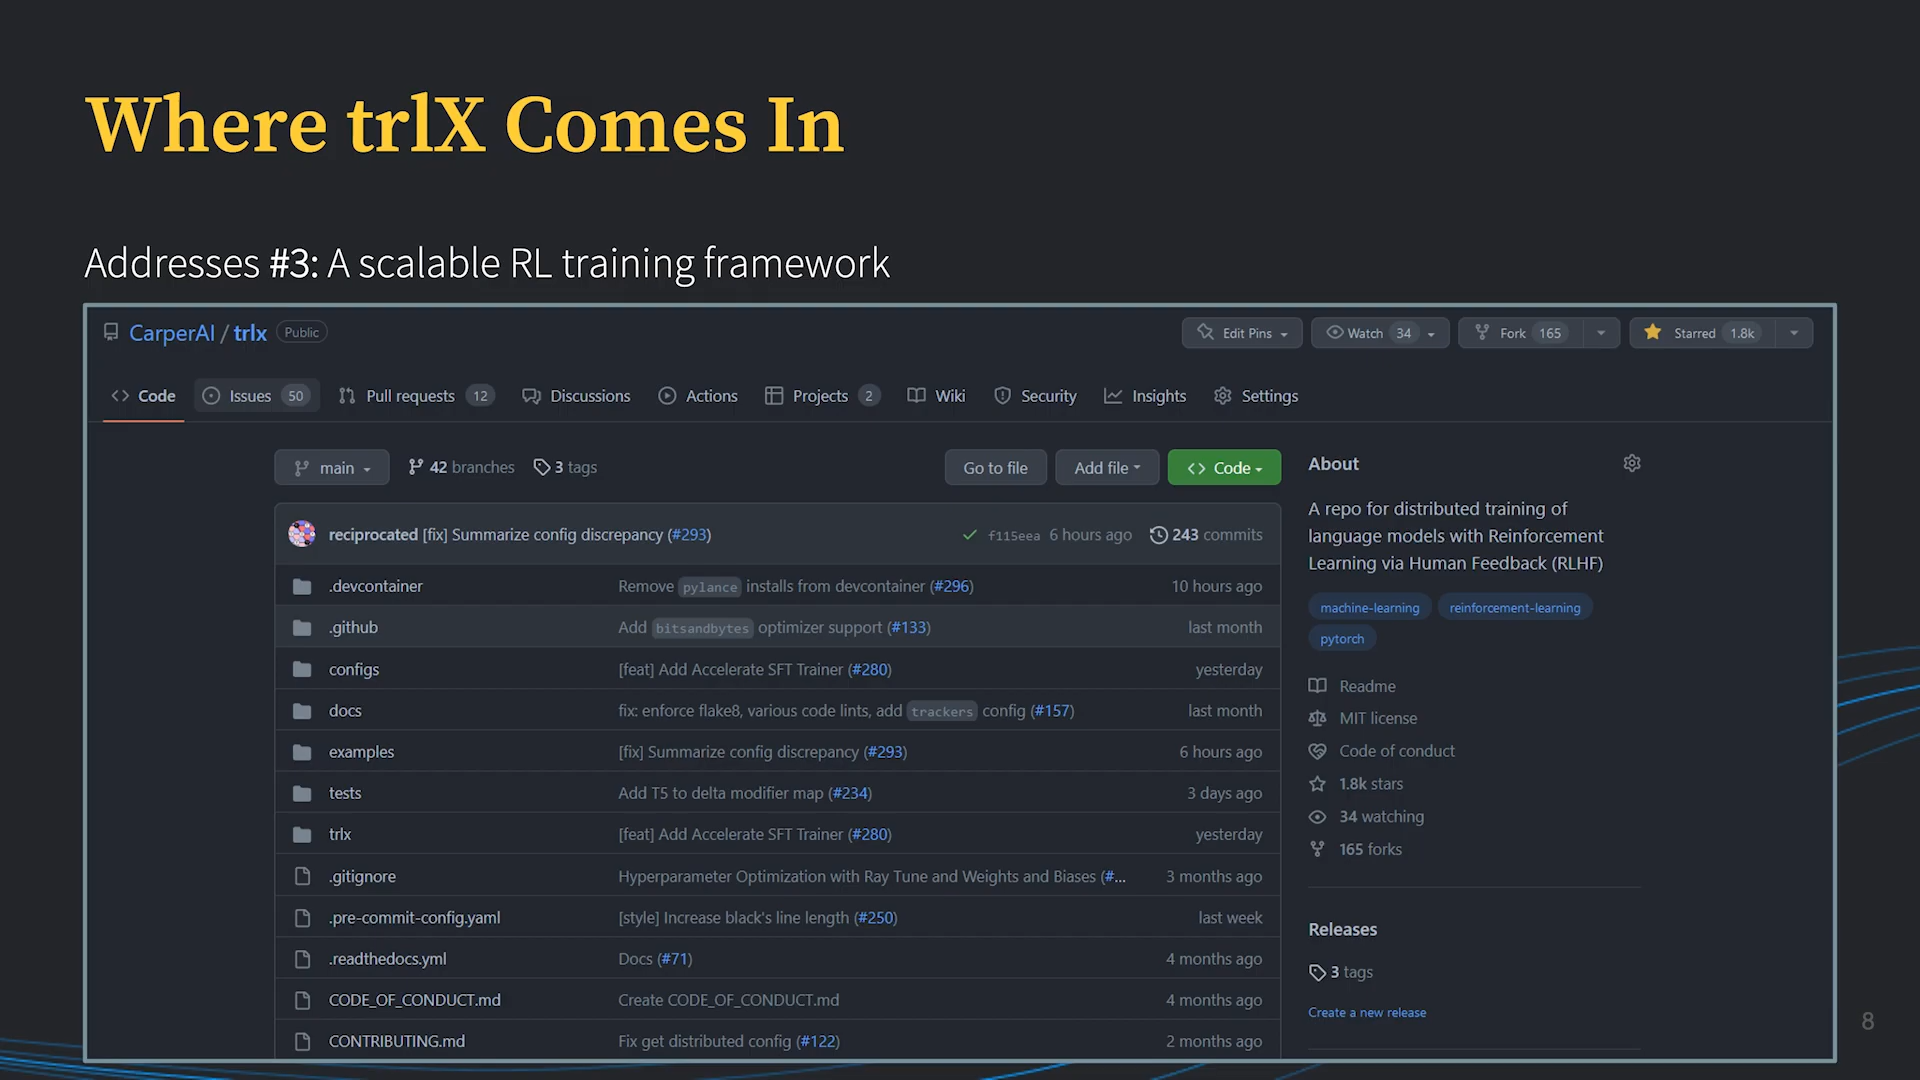 Where trlX Comes In
Addresses #3: A scalable RL training framework
CarperAI / trlx Public
Edit Pins Watch 34 Fork 165 Starred 1.8k
Code Issues 50 Pull requests 12 Discussions Actions Projects 2 Wiki Security Insights Settings
main 42 branches 3 tags Go to file Add file Code
reciprocated [fix] Summarize config discrepancy (#293) f115eea 6 hours ago 243 commits
.devcontainer Remove pylance installs from devcontainer (#296) 10 hours ago
.github Add bitsandbytes optimizer support (#133) last month
configs [feat] Add Accelerate SFT Trainer (#280) yesterday
docs fix: enforce flake8, various code lints, add trackers config (#157) last month
examples [fix] Summarize config discrepancy (#293) 6 hours ago
tests Add T5 to delta modifier map (#234) 3 days ago
trlx [feat] Add Accelerate SFT Trainer (#280) yesterday
.gitignore Hyperparameter Optimization with Ray Tune and Weights and Biases (#... 3 months ago
.pre-commit-config.yaml [style] Increase black's line length (#250) last week
.readthedocs.yml Docs (#71) 4 months ago
CODE_OF_CONDUCT.md Create CODE_OF_CONDUCT.md 4 months ago
CONTRIBUTING.md Fix get distributed config (#122) 2 months ago
About
A repo for distributed training of
language models with Reinforcement
Learning via Human Feedback (RLHF)
machine-learning reinforcement-learning
pytorch
Readme
MIT license
Code of conduct
1.8k stars
34 watching
165 forks
Releases
3 tags
Create a new release
8